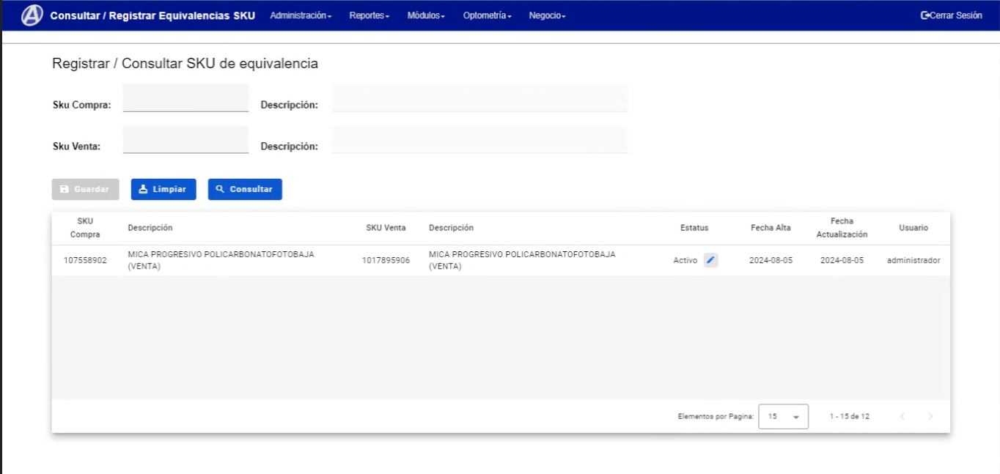 Consultar / Registrar Equivalencias SKU Administración Reportes Módulos Optometría Negocio Cerrar Sesión
Registrar / Consultar SKU de equivalencia
Sku Compra: Descripción:
Sku Venta: Descripción:
Guardar Limpiar Consultar
SKU Compra Descripción SKU Venta Descripción Estatus Fecha Alta Fecha Actualización Usuario
107558902 MICA PROGRESIVO POLICARBONATOFOTOBAJA (VENTA) 1017895906 MICA PROGRESIVO POLICARBONATOFOTOBAJA (VENTA) Activo 2024-08-05 2024-08-05 administrador
Elementos por Pagina: 15 1 - 15 de 12